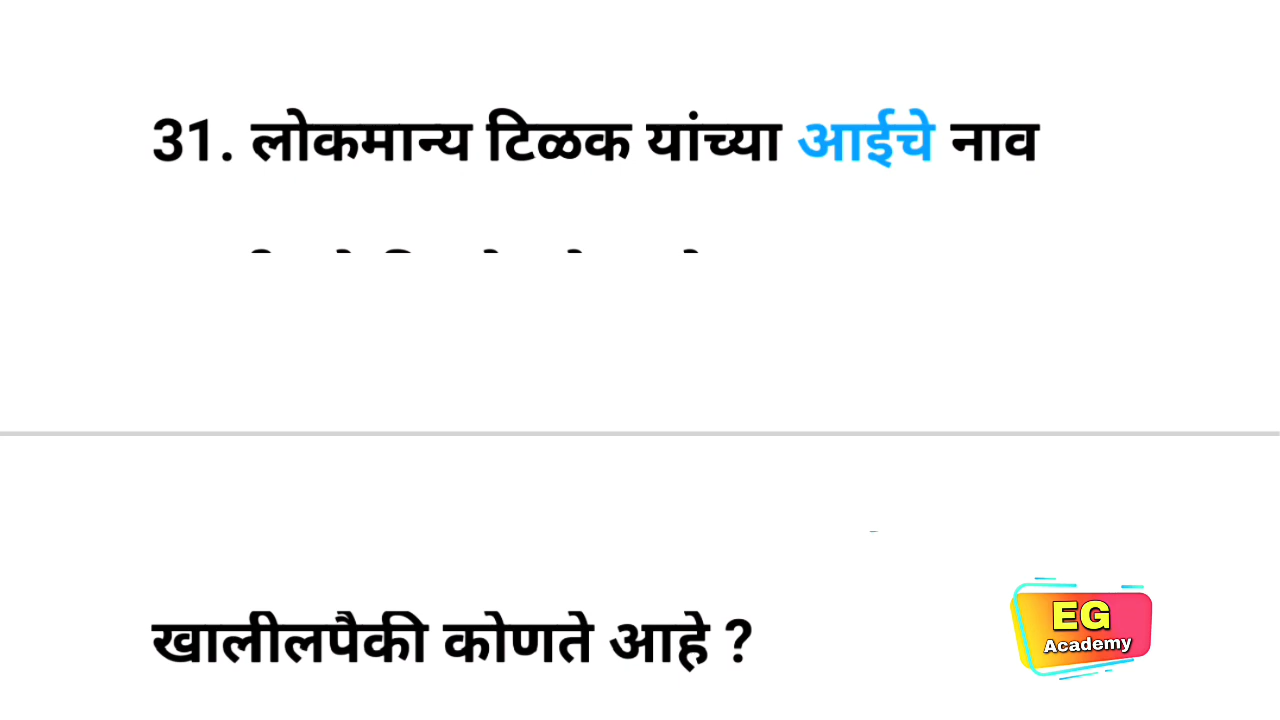 31. लोकमान्य टिळक यांच्या आईचे नाव
खालीलपैकी कोणते आहे ?
EG
Academy